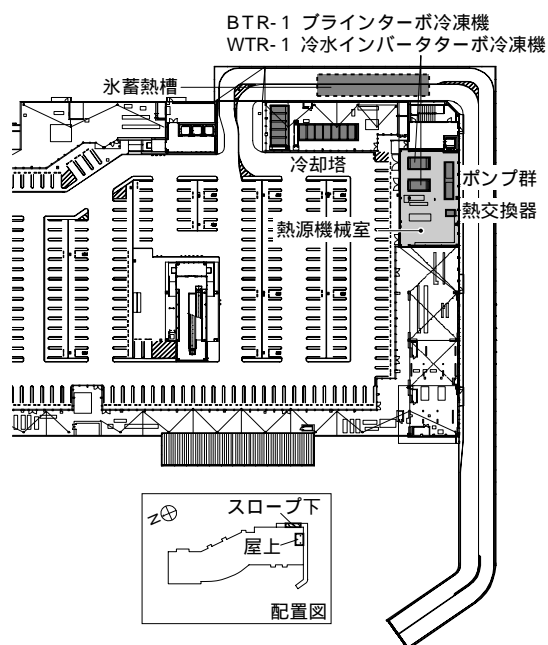 BTR-1 ブラインターボ冷凍機
WTR-1 冷水インバータターボ冷凍機
氷蓄熱槽
冷却塔
ポンプ群
熱交換器
熱源機械室
スロープ下
N
屋上
配置図